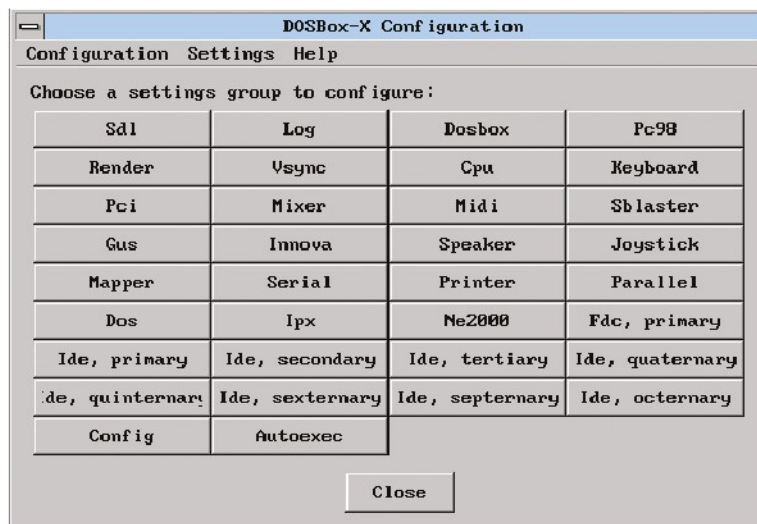 DOSBox-X Configuration
Configuration Settings Help
Choose a settings group to configure:
Sdl Log Dosbox Pc98
Render Vsync Cpu Keyboard
Pci Mixer Midi Sblaster
Gus Innova Speaker Joystick
Mapper Serial Printer Parallel
Dos Ipx Ne2000 Fdc, primary
Ide, primary Ide, secondary Ide, tertiary Ide, quaternary
de, quinternary Ide, sexternary Ide, septernary Ide, octernary
Config Autoexec
Close